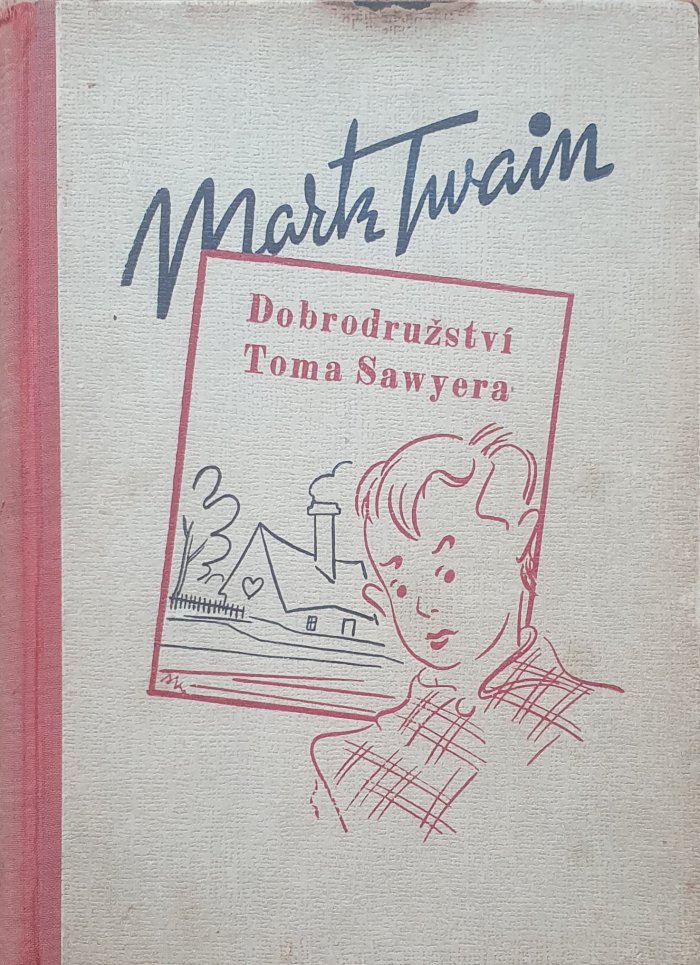 Mark Twain
Dobrodružství
Toma Sawyera